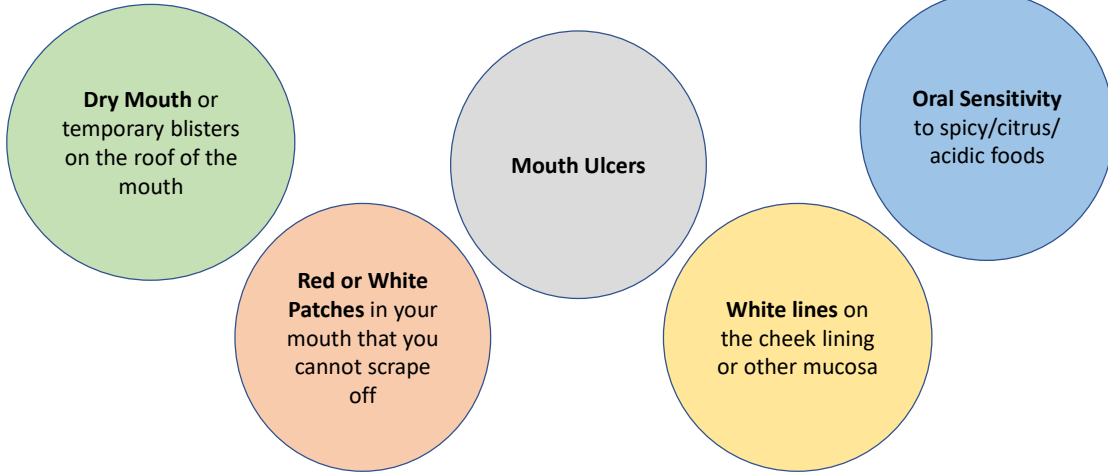 Dry Mouth or
temporary blisters
on the roof of the
mouth
Red or White
Patches in your
mouth that you
cannot scrape
off
Mouth Ulcers
White lines on
the cheek lining
or other mucosa
Oral Sensitivity
to spicy/citrus/
acidic foods